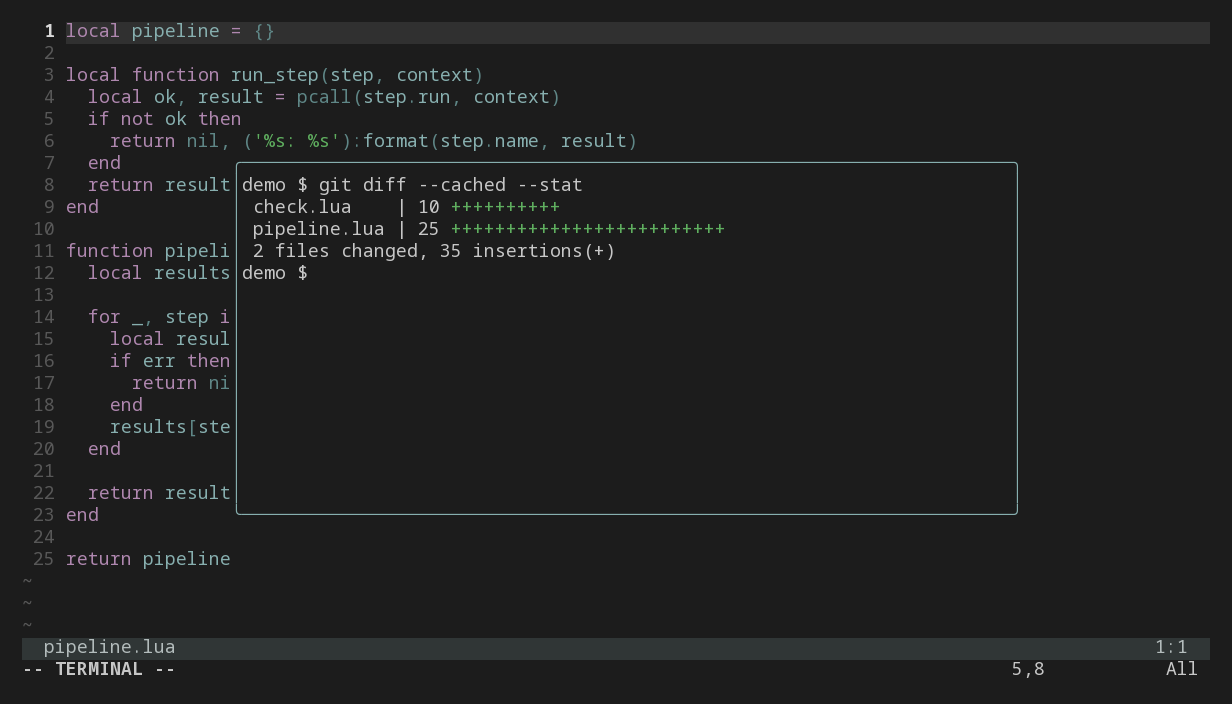 1 local pipeline = {}
2
3 local function run_step(step, context)
4   local ok, result = pcall(step.run, context)
5   if not ok then
6     return nil, ('%s: %s'):format(step.name, result)
7   end
8   return result
9 end
10
11 function pipeli
12   local results
13
14   for _, step i
15     local resul
16     if err then
17       return ni
18     end
19     results[ste
20   end
21
22   return result
23 end
24
25 return pipeline
~
~
~
demo $ git diff --cached --stat
 check.lua    | 10 ++++++++++
 pipeline.lua | 25 +++++++++++++++++++++++++
 2 files changed, 35 insertions(+)
demo $
pipeline.lua 1:1
-- TERMINAL -- 5,8 All